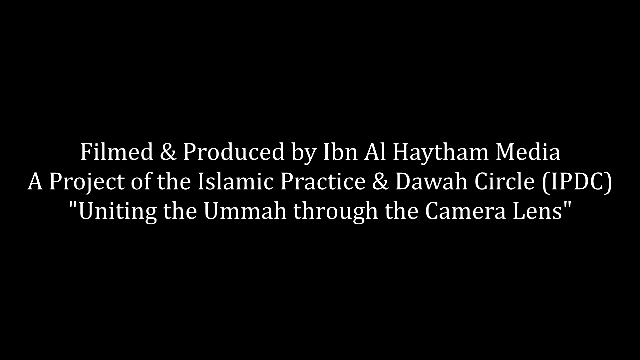 Filmed & Produced by Ibn Al Haytham Media
A Project of the Islamic Practice & Dawah Circle (IPDC)
"Uniting the Ummah through the Camera Lens"